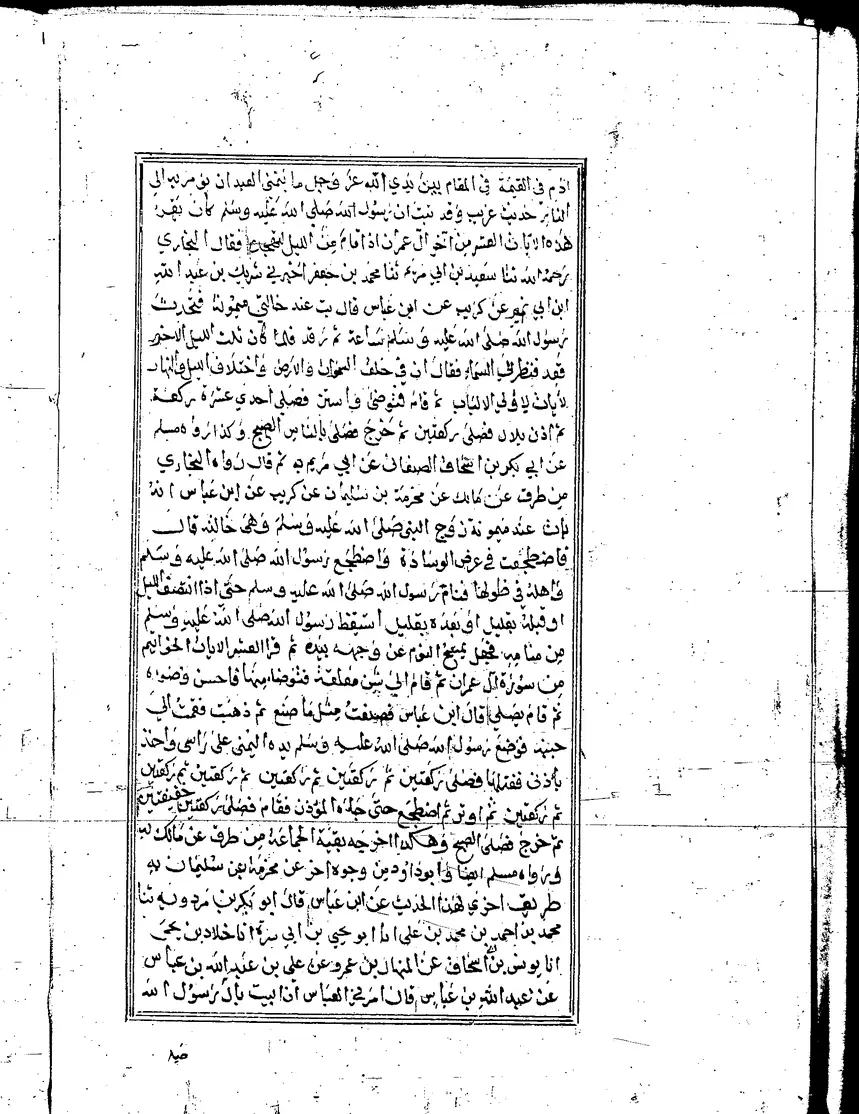 ادم في القيمة في المقام بين يدي الله عز وجل ما يتمنى العبد ان يؤمر به الى
النار حديث غريب وقد ثبت ان رسول الله صلى الله عليه وسلم كان يقرء
هذه الايات العشر من اخر ال عمران اذا قام من الليل لتهجده فقال البخاري
رحمه الله ثنا سعيد بن ابي مريم ثنا محمد بن جعفر اخبرني شريك بن عبد الله
ابن ابي نمر عن كريب عن ابن عباس قال بت عند خالتي ميمونة فتحدث
رسول الله صلى الله عليه وسلم ساعة ثم رقد فلما كان ثلث الليل الاخير
فقد فنظر الى السماء فقال ان في خلق السموات والارض واختلاف الليل والنهار
لايات لاولي الالباب ثم قام فتوضى واستن فصلى احدي عشرة ركعة
ثم اذن بلال فصلى ركعتين ثم خرج فصلى بالناس الصبح وكذا رواه مسلم
عن ابي بكر بن اسحاق الصغاني عن ابي مريم به ثم قال رواه البخاري
من طرق عن مالك عن مخرمة بن سليمان عن كريب عن ابن عباس انه
بات عند ميمونة زوج النبي صلى الله عليه وسلم وهي خالته قال
فاضطجعت في عرض الوسادة واضطجع رسول الله صلى الله عليه وسلم
واهله في طولها فنام رسول الله صلى الله عليه وسلم حتى اذا انتصف الليل
او قبله بقليل او بعده بقليل استيقظ رسول الله صلى الله عليه وسلم
من منامه فجعل يمسح النوم عن وجهه بيده ثم قرا العشر الايات الخواتيم
من سورة ال عمران ثم قام الى شن معلقة فتوضا منها فاحسن وضوءه
ثم قام يصلي قال ابن عباس فصنعت مثل ما صنع ثم ذهبت فقمت الى
جنبه فوضع رسول الله صلى الله عليه وسلم يده اليمنى على راسي واخذ
باذني ففتلها فصلى ركعتين ثم ركعتين ثم ركعتين ثم ركعتين ثم ركعتين
ثم ركعتين ثم اوتر ثم اضطجع حتى جاءه المؤذن فقام فصلى ركعتين خفيفتين
ثم خرج فصلى الصبح وهكذا اخرجه بقية الجماعة من طرق عن مالك به
ورواه مسلم ايضا وابو داود من وجوه اخر عن مخرمة بن سليمان به
طريق اخري لهذا الحديث عن ابن عباس قال ابو بكر بن مردويه ثنا
محمد بن احمد بن محمد بن علي انا ابو يحيى بن ابي مسرة انا خلاد بن يحيى
انا يونس بن اسحاق عن المنهال بن عمرو عن علي بن عبد الله بن عباس
عن عبد الله بن عباس قال امرني العباس ان ابيت بال رسول الله